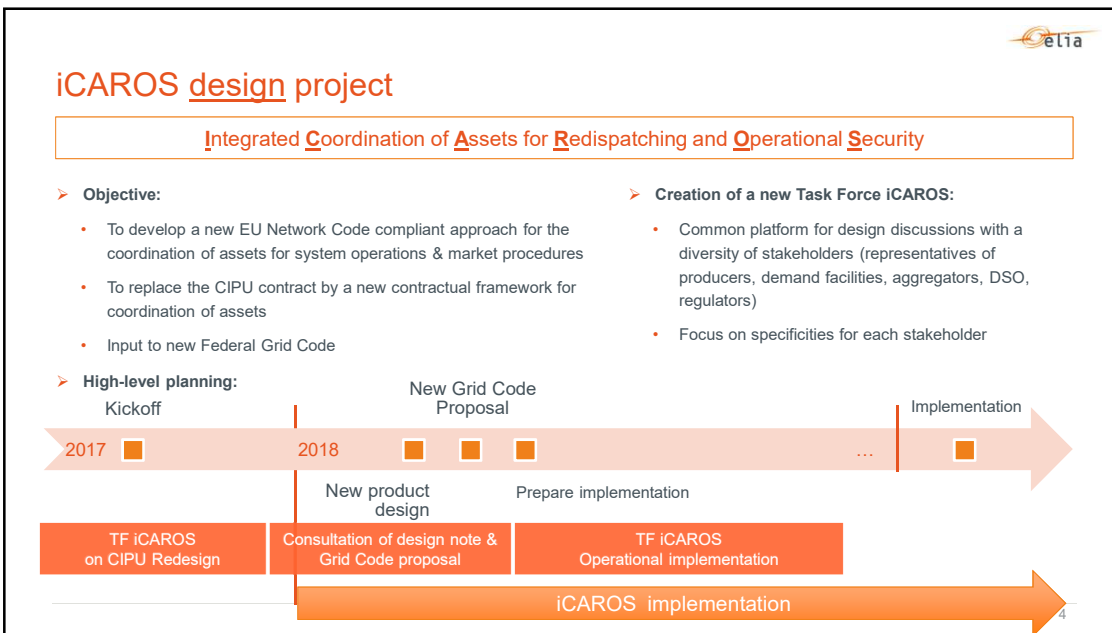 elia
iCAROS design project
Integrated Coordination of Assets for Redispatching and Operational Security
Objective:
To develop a new EU Network Code compliant approach for the
coordination of assets for system operations & market procedures
To replace the CIPU contract by a new contractual framework for
coordination of assets
Input to new Federal Grid Code
Creation of a new Task Force iCAROS:
Common platform for design discussions with a
diversity of stakeholders (representatives of
producers, demand facilities, aggregators, DSO,
regulators)
Focus on specificities for each stakeholder
High-level planning:
Kickoff
New Grid Code
Proposal
Implementation
2017
2018
...
New product
design
Prepare implementation
TF iCAROS
on CIPU Redesign
Consultation of design note &
Grid Code proposal
TF iCAROS
Operational implementation
iCAROS implementation
4